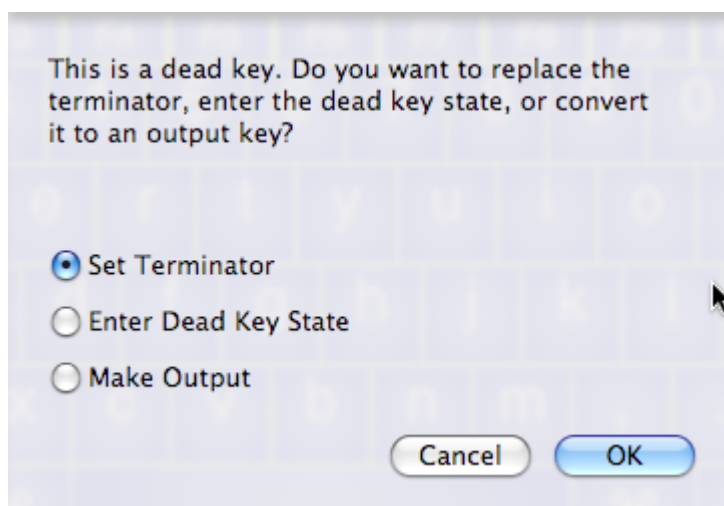 This is a dead key. Do you want to replace the
terminator, enter the dead key state, or convert
it to an output key?
Set Terminator
Enter Dead Key State
Make Output
Cancel OK